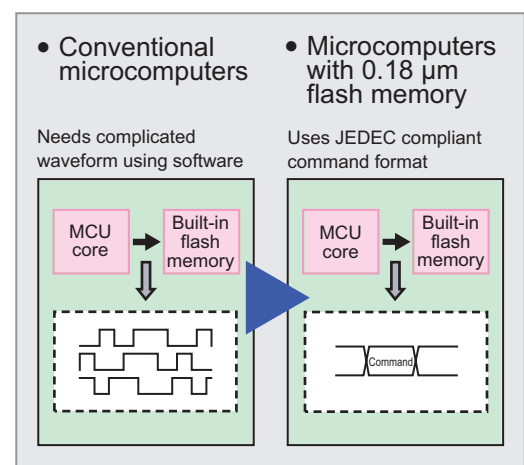 • Conventional
microcomputers
Needs complicated
waveform using software
MCU
core
Built-in
flash
memory
• Microcomputers
with 0.18 µm
flash memory
Uses JEDEC compliant
command format
MCU
core
Built-in
flash
memory
Command